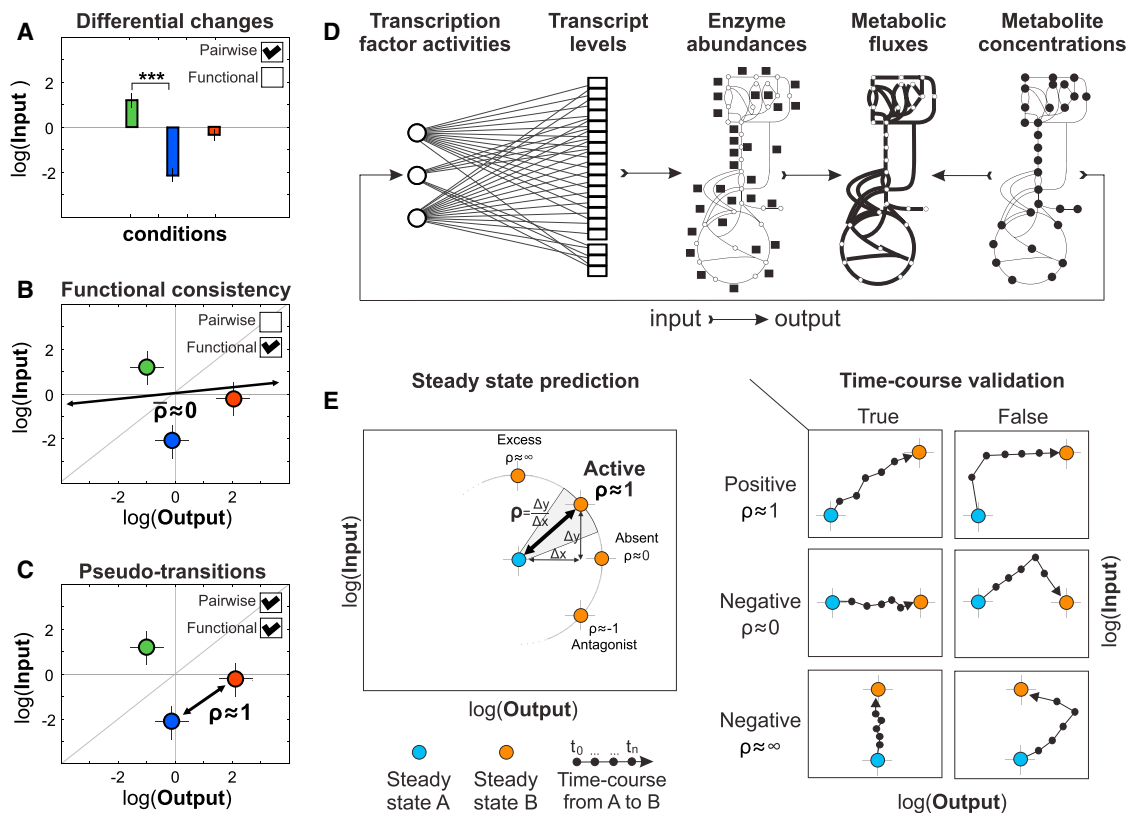 A
Differential changes
Pairwise
Functional
***
2
0
-2
log(Input )
conditions
B
Functional consistency
Pairwise
Functional
2
0
-2
ρ̅≈0
log(Input)
-2 0 2
log(Output)
C
Pseudo-transitions
Pairwise
Functional
2
0
-2
ρ≈1
log(Input)
-2 0 2
log(Output)
D
Transcription
factor activities
Transcript
levels
Enzyme
abundances
Metabolic
fluxes
Metabolite
concentrations
input output
E
Steady state prediction
Excess
ρ≈∞
Active
ρ≈1
ρ=Δy/Δx
Δy
Δx
Absent
ρ≈0
ρ≈-1
Antagonist
log(Input)
log(Output)
Steady
state A
Steady
state B
t0 ... ... tn
Time-course
from A to B
Time-course validation
True False
Positive
ρ≈1
Negative
ρ≈0
Negative
ρ≈∞
log(Input)
log(Output)